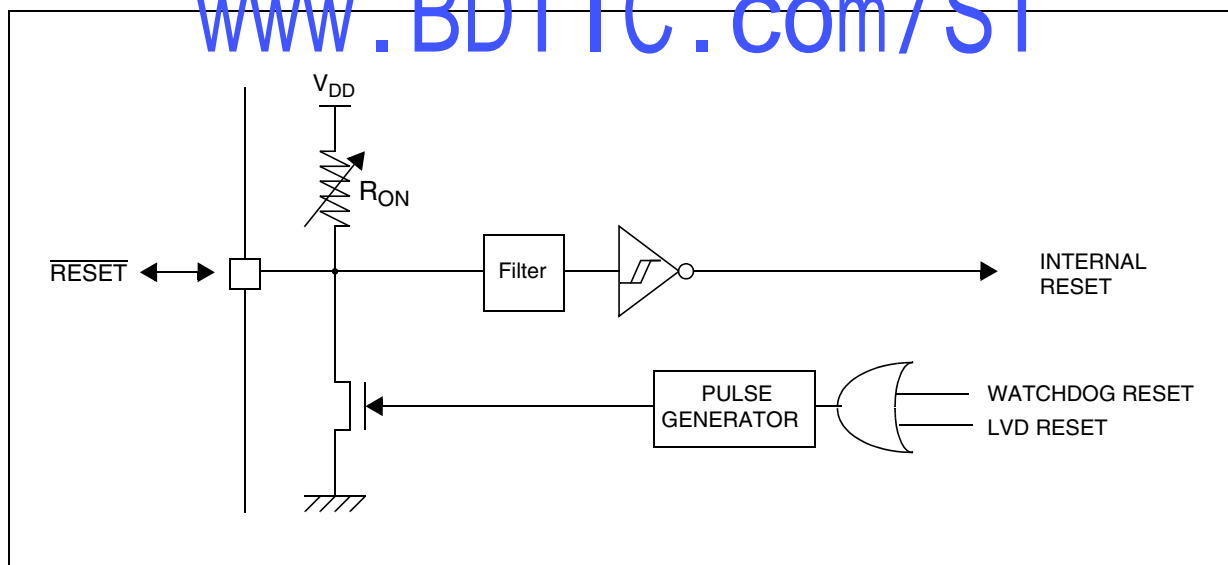 www.BDTIC.com/ST
VDD
RON
RESET
Filter
INTERNAL
RESET
PULSE
GENERATOR
WATCHDOG RESET
LVD RESET